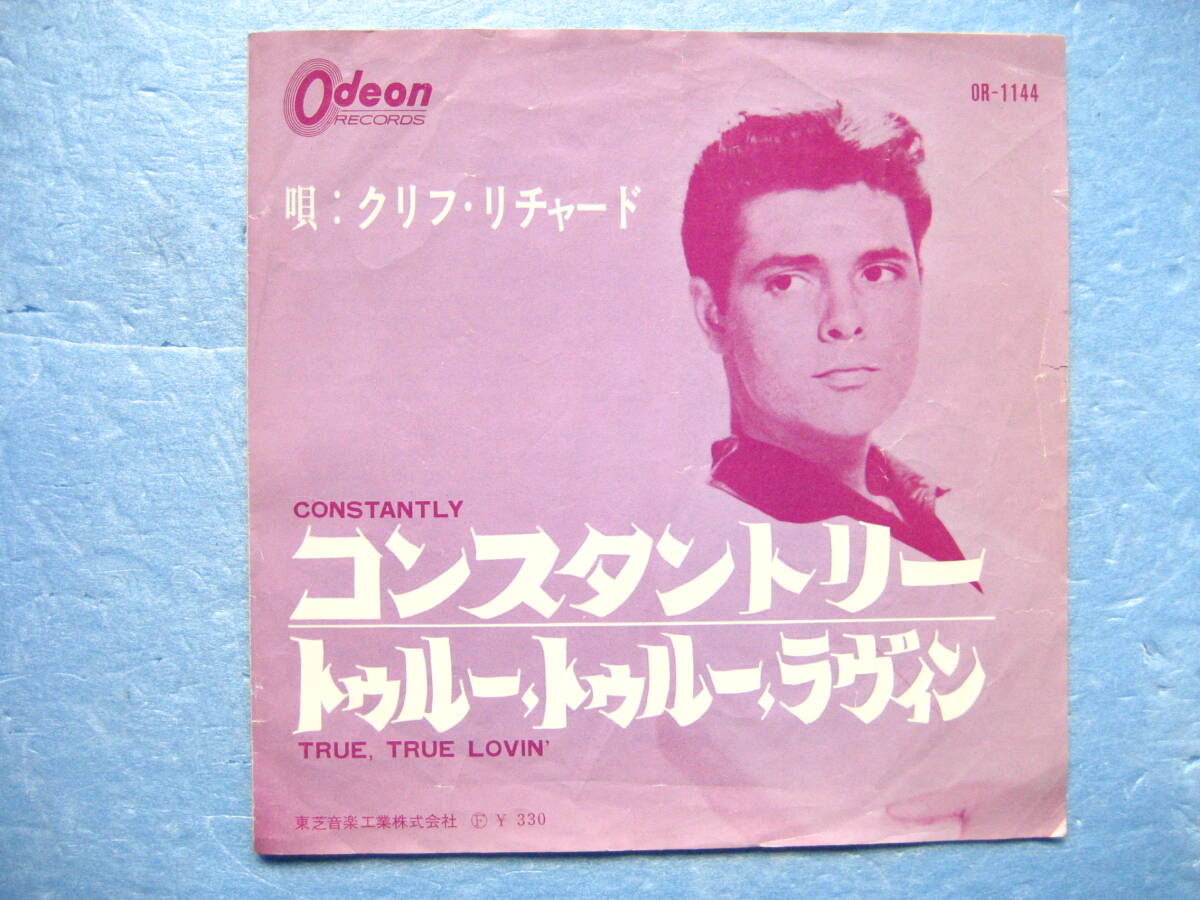 Odeon
RECORDS
OR-1144
唄：クリフ・リチャード
CONSTANTLY
コンスタントリー
トゥルー，トゥルー，ラヴィン
TRUE, TRUE LOVIN'
東芝音楽工業株式会社 Ⓕ ¥ 330